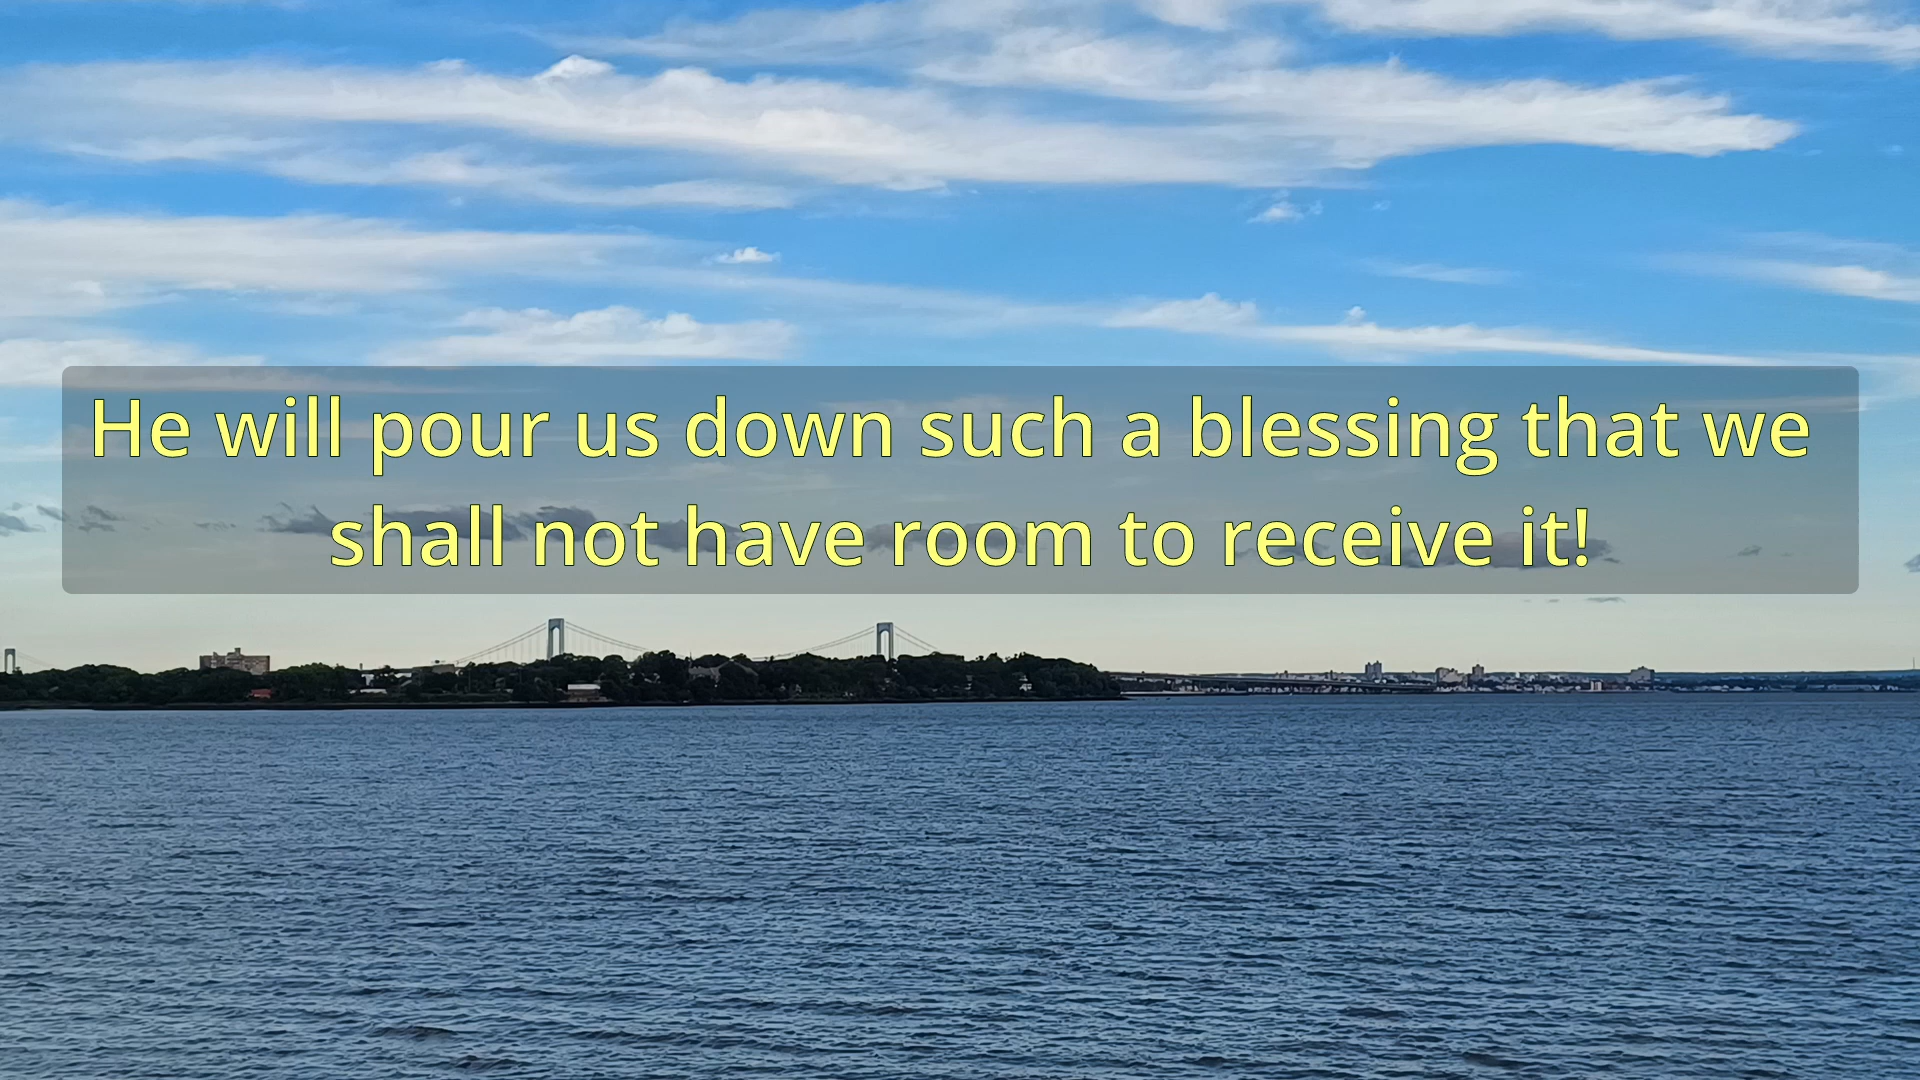 He will pour us down such a blessing that we
shall not have room to receive it!